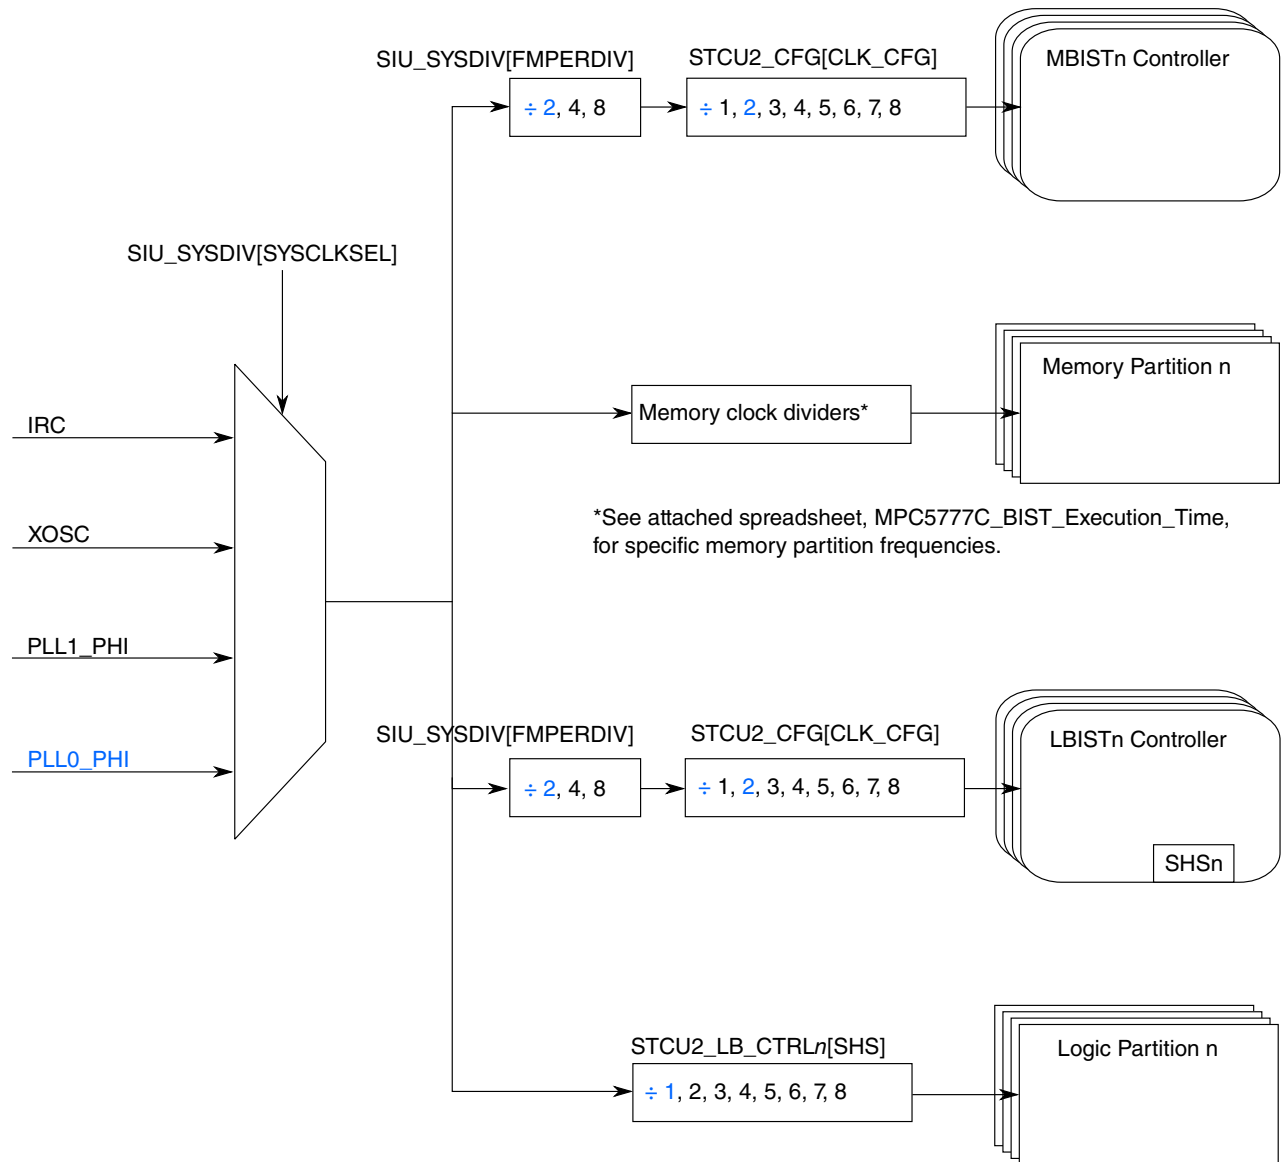 SIU_SYSDIV[FMPERDIV]
STCU2_CFG[CLK_CFG]
MBISTn Controller
÷ 2, 4, 8
÷ 1, 2, 3, 4, 5, 6, 7, 8
SIU_SYSDIV[SYSCLKSEL]
Memory Partition n
Memory clock dividers*
IRC
*See attached spreadsheet, MPC5777C_BIST_Execution_Time,
for specific memory partition frequencies.
XOSC
PLL1_PHI
SIU_SYSDIV[FMPERDIV]
STCU2_CFG[CLK_CFG]
LBISTn Controller
PLL0_PHI
÷ 2, 4, 8
÷ 1, 2, 3, 4, 5, 6, 7, 8
SHSn
STCU2_LB_CTRLn[SHS]
Logic Partition n
÷ 1, 2, 3, 4, 5, 6, 7, 8